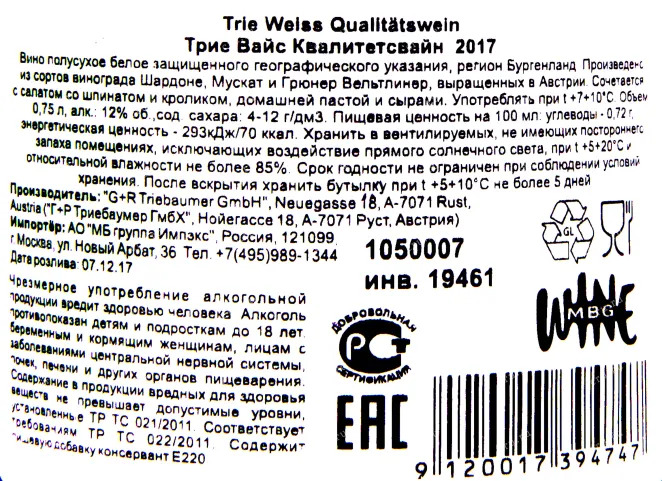 Trie Weiss Qualitätswein
Трие Вайс Квалитетсвайн 2017
Вино полусухое белое защищенного географического указания, регион Бургенланд Произведено
из сортов винограда Шардоне, Мускат и Грюнер Вельтлинер, выращенных в Австрии. Сочетается
с салатом со шпинатом и кроликом, домашней пастой и сырами. Употреблять при t +7+10°C. Объем
0,75 л, алк.: 12% об.,сод. сахара: 4-12 г/дм3. Пищевая ценность на 100 мл: углеводы - 0,72 г,
энергетическая ценность - 293кДж/70 ккал. Хранить в вентилируемых, не имеющих постороннего
запаха помещениях, исключающих воздействие прямого солнечного света, при t +5+20°C и
относительной влажности не более 85%. Срок годности не ограничен при соблюдении условий
хранения. После вскрытия хранить бутылку при t +5+10°C не более 5 дней
Производитель: "G+R Triebaumer GmbH", Neuegasse 18, A-7071 Rust,
Austria ("Г+Р Триебаумер ГмбХ", Нойегассе 18, А-7071 Руст, Австрия)
Импортёр: АО "МБ группа Импэкс", Россия, 121099,
г. Москва, ул. Новый Арбат, 36 Тел. +7(495)989-1344
Дата розлива: 07.12.17
1050007
инв. 19461
GL
Чрезмерное употребление алкогольной
продукции вредит здоровью человека Алкоголь
противопоказан детям и подросткам до 18 лет,
беременным и кормящим женщинам, лицам с
заболеваниями центральной нервной системы,
почек, печени и других органов пищеварения.
Содержание в продукции вредных для здоровья
веществ не превышает допустимые уровни,
установленные ТР ТС 021/2011. Соответствует
требованиям ТР ТС 022/2011. Содержит
пищевую добавку консервант Е220
ДОБРОВОЛЬНАЯ
РСТ
СЕРТИФИКАЦИЯ
EAC
WINE
MBG
9 120017 394747